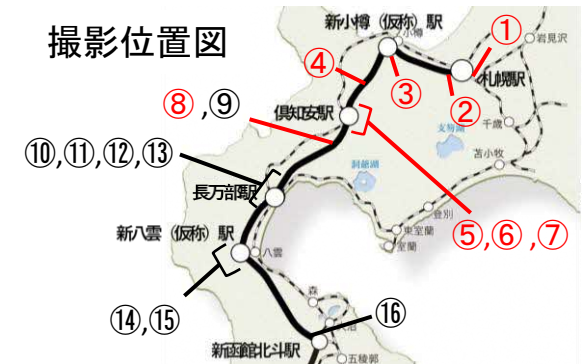 撮影位置図
新小樽（仮称）駅
小樽
①
岩見沢
④
札幌駅
③
②
⑧,⑨
倶知安駅
千歳
支笏湖
苫小牧
⑩,⑪,⑫,⑬
洞爺湖
長万部駅
登別
⑤,⑥,⑦
東室蘭
室蘭
新八雲（仮称）駅
八雲
森
⑭,⑮
⑯
大沼
新函館北斗駅
五稜郭